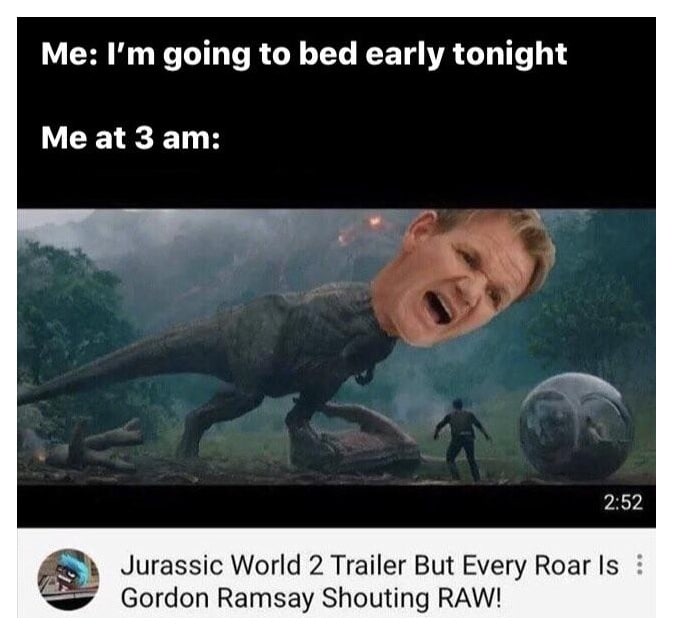 Me: I’m going to bed early tonight
Me at 3 am:
2:52
Jurassic World 2 Trailer But Every Roar Is
Gordon Ramsay Shouting RAW!